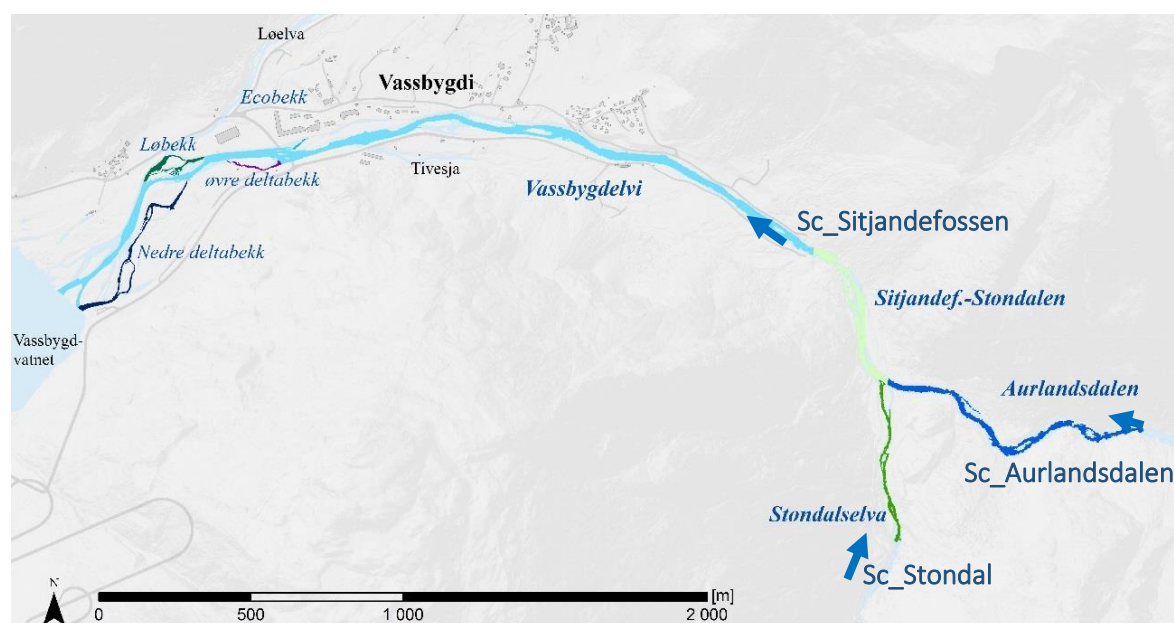 Løelva
Vassbygdi
Ecobekk
Løbekk
Tivesja
øvre deltabekk
Vassbygdelvi
Sc_Sitjandefossen
Nedre deltabekk
Sitjandef.-Stondalen
Vassbygd-
vatnet
Aurlandsdalen
Sc_Aurlandsdalen
Stondalselva
Sc_Stondal
N
[m]
0 500 1 000 2 000